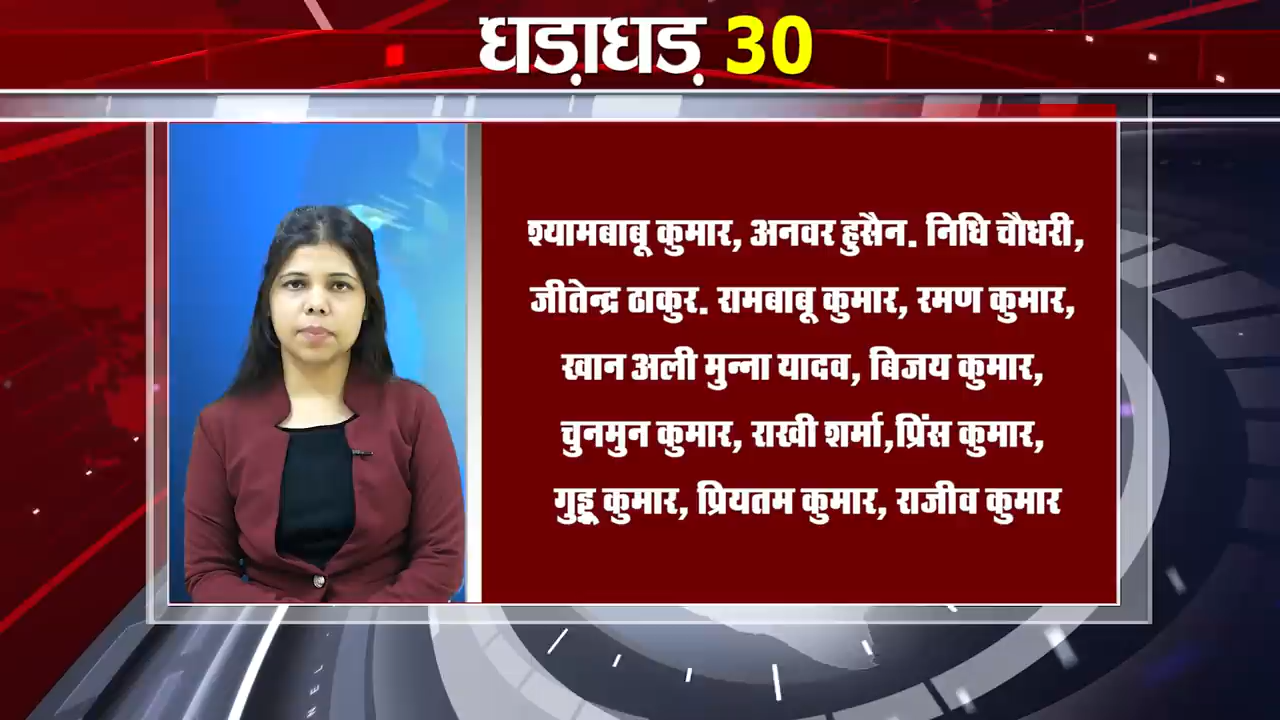 धड़ाधड़ 30
श्यामबाबू कुमार, अनवर हुसैन. निधि चौधरी,
जीतेन्द्र ठाकुर. रामबाबू कुमार, रमण कुमार,
खान अली मुन्ना यादव, बिजय कुमार,
चुनमुन कुमार, राखी शर्मा,प्रिंस कुमार,
गुड्डू कुमार, प्रियतम कुमार, राजीव कुमार